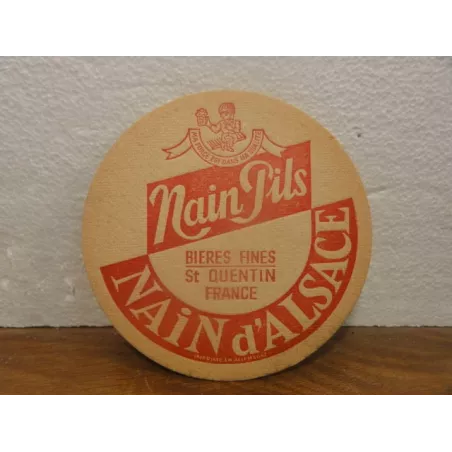 Nain Pils
BIERES FINES
St QUENTIN
FRANCE
NAiN d'ALSACE